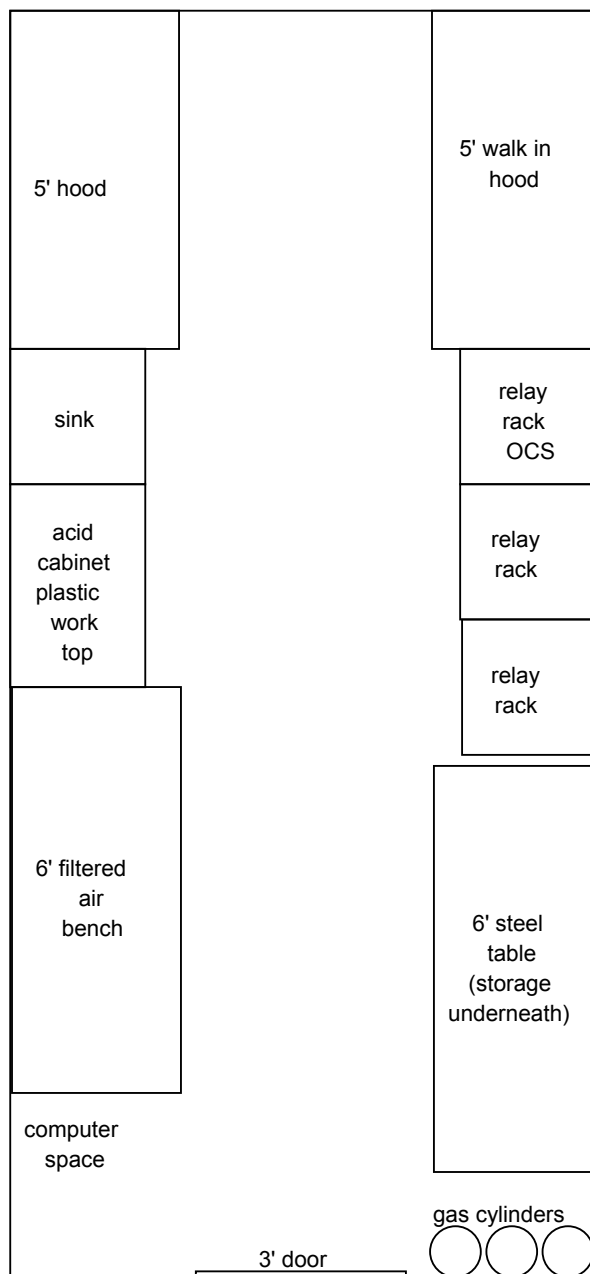 5' hood
5' walk in
hood
sink
relay
rack
OCS
acid
cabinet
plastic
work
top
relay
rack
relay
rack
6' filtered
air
bench
6' steel
table
(storage
underneath)
computer
space
gas cylinders
3' door